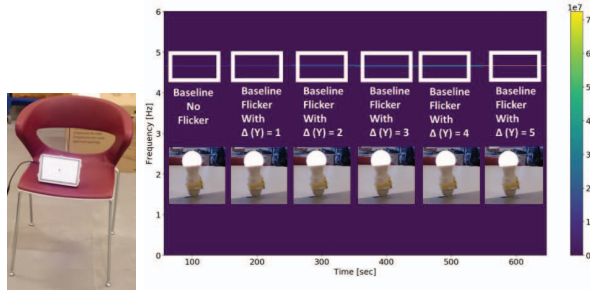 1e7
6
5
4
3
2
1
0
Frequency [Hz]
Baseline
No
Flicker
Baseline
Flicker
With
Δ (Y) = 1
Baseline
Flicker
With
Δ (Y) = 2
Baseline
Flicker
With
Δ (Y) = 3
Baseline
Flicker
With
Δ (Y) = 4
Baseline
Flicker
With
Δ (Y) = 5
100 200 300 400 500 600
Time [sec]
7
6
5
4
3
2
1
0